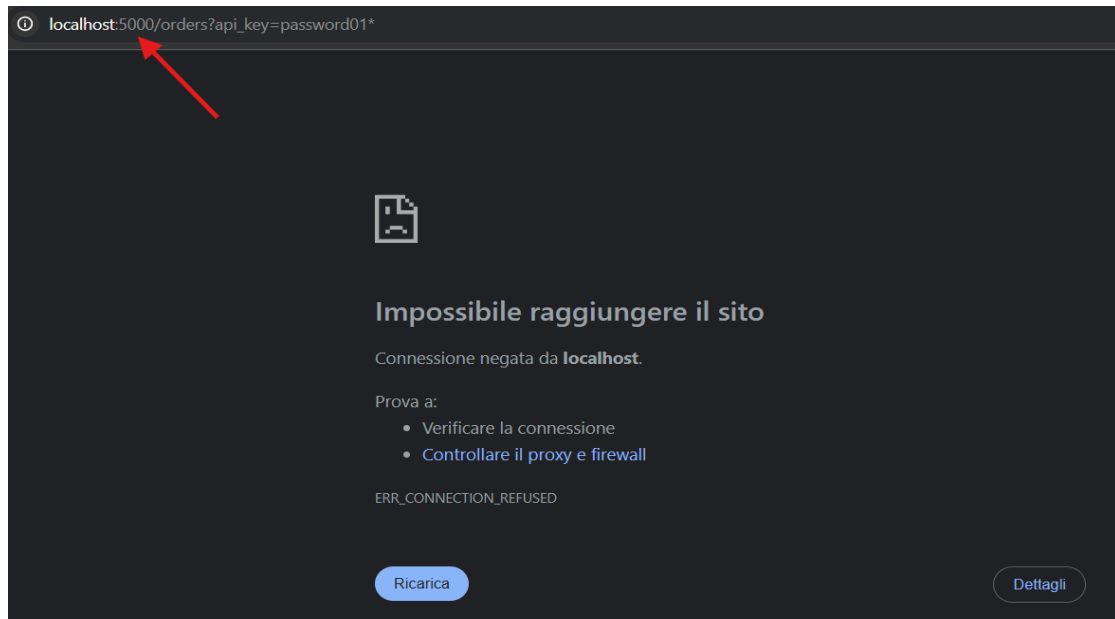 localhost:5000/orders?api_key=password01*
Impossibile raggiungere il sito
Connessione negata da localhost.
Prova a:
• Verificare la connessione
• Controllare il proxy e firewall
ERR_CONNECTION_REFUSED
Ricarica
Dettagli